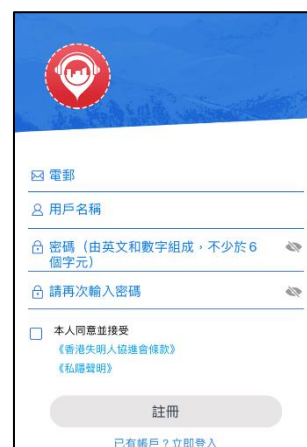 電郵
用戶名稱
密碼（由英文和數字組成，不少於6
個字元）
請再次輸入密碼
本人同意並接受
《香港失明人協進會條款》
《私隱聲明》
註冊
已有帳戶？立即登入